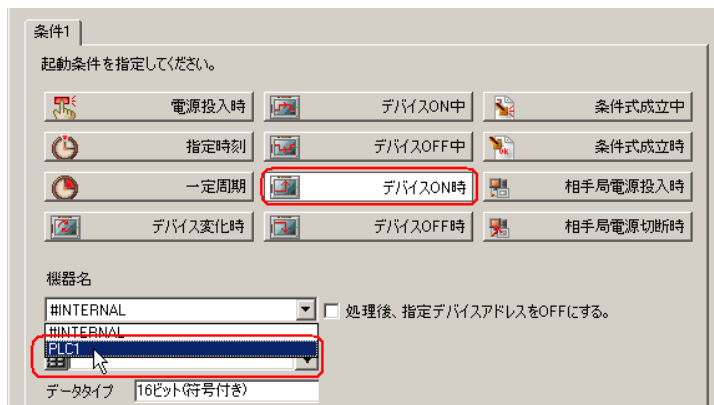 条件1
起動条件を指定してください。
電源投入時 デバイスON中 条件式成立中
指定時刻 デバイスOFF中 条件式成立時
一定周期 デバイスON時 相手局電源投入時
デバイス変化時 デバイスOFF時 相手局電源切断時
機器名
#INTERNAL 処理後、指定デバイスアドレスをOFFにする。
#INTERNAL
PLC1
データタイプ 16ビット(符号付き)